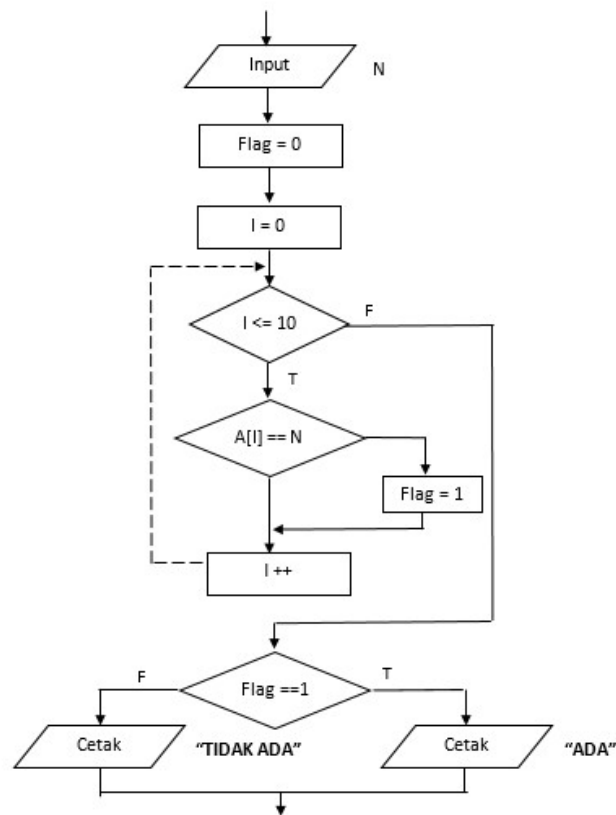 Input
N
Flag = 0
I = 0
I <= 10
F
T
A[I] == N
Flag = 1
I ++
Flag ==1
F
T
Cetak
"TIDAK ADA"
Cetak
"ADA"